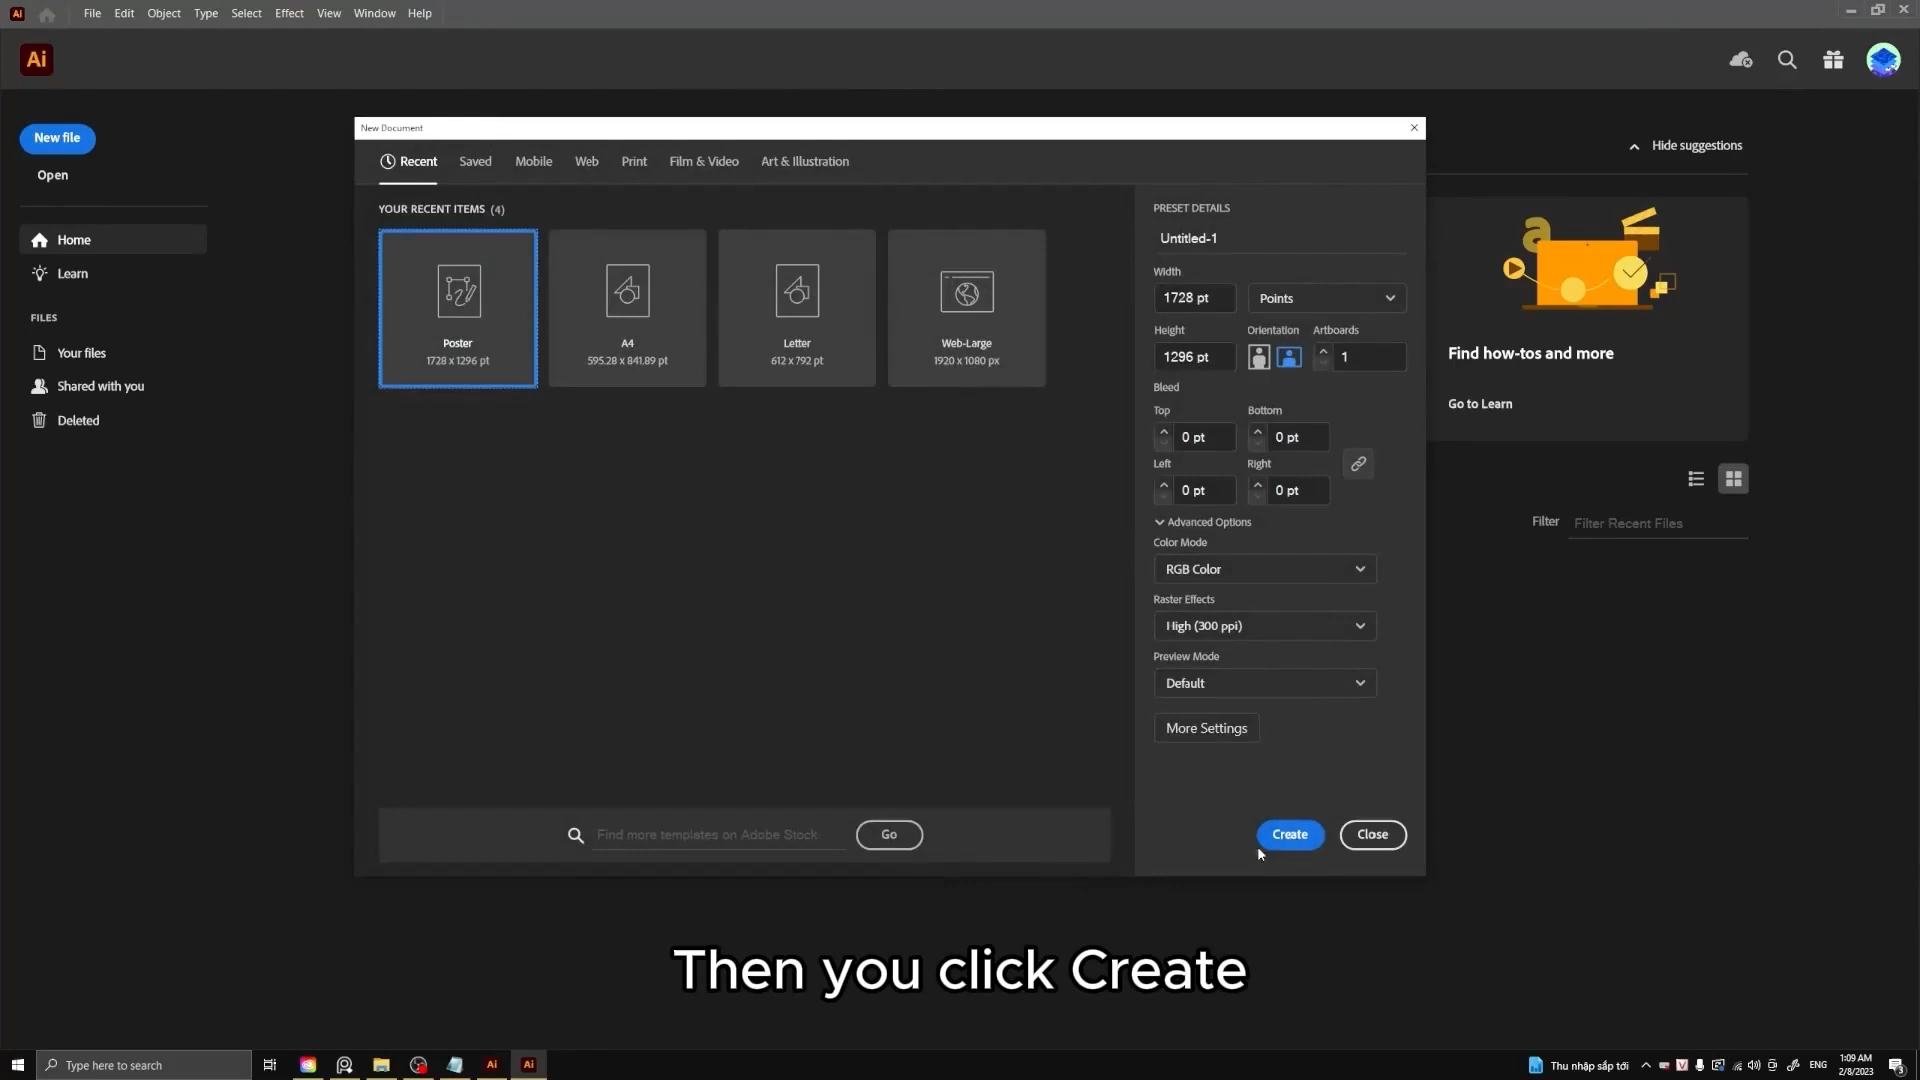 Ai
File Edit Object Type Select Effect View Window Help
Ai
New file
Open
Home
Learn
FILES
Your files
Shared with you
Deleted
New Document
Recent Saved Mobile Web Print Film & Video Art & Illustration
YOUR RECENT ITEMS (4)
Poster
1728 x 1296 pt
A4
595.28 x 841.89 pt
Letter
612 x 792 pt
Web-Large
1920 x 1080 px
Find more templates on Adobe Stock
Go
PRESET DETAILS
Untitled-1
Width
1728 pt Points
Height Orientation Artboards
1296 pt 1
Bleed
Top Bottom
0 pt 0 pt
Left Right
0 pt 0 pt
Advanced Options
Color Mode
RGB Color
Raster Effects
High (300 ppi)
Preview Mode
Default
More Settings
Create Close
Hide suggestions
a
Find how-tos and more
Go to Learn
Filter Filter Recent Files
Then you click Create
Type here to search
Ai Ai
Thu nhập sắp tới
V
ENG
1:09 AM
2/8/2023
3